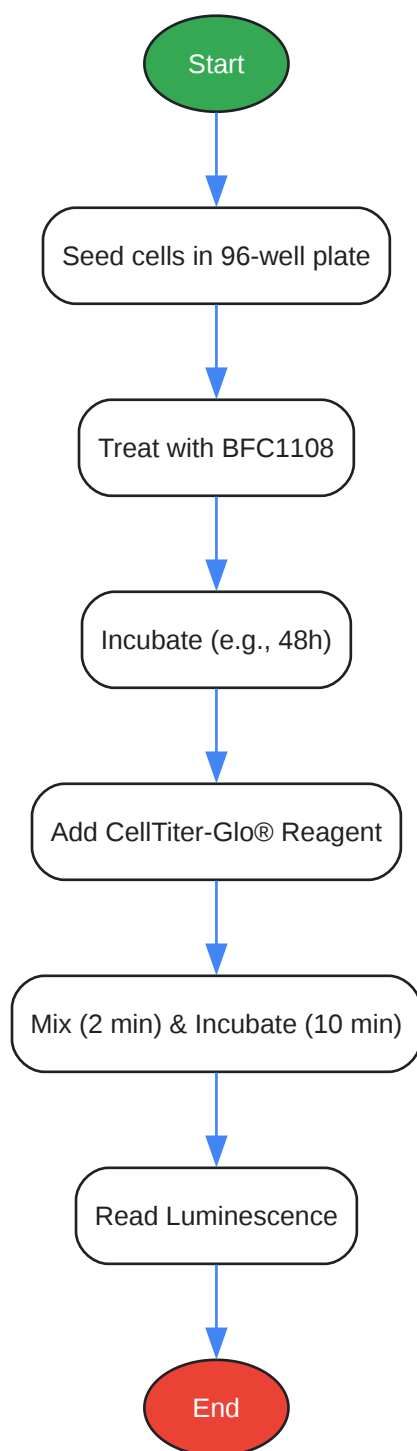 Start
Seed cells in 96-well plate
Treat with BFC1108
Incubate (e.g., 48h)
Add CellTiter-Glo® Reagent
Mix (2 min) & Incubate (10 min)
Read Luminescence
End